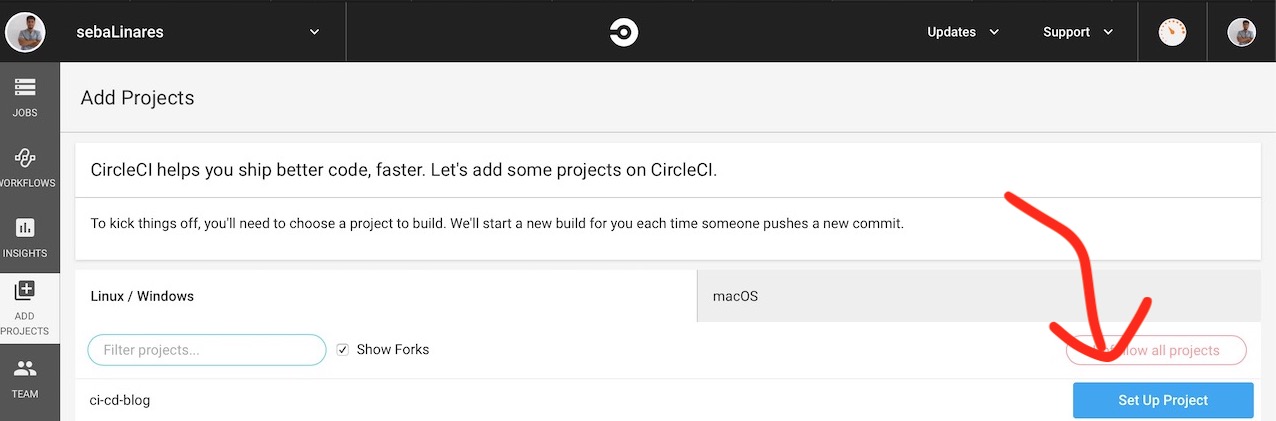 sebaLinares
Updates
Support
JOBS
WORKFLOWS
INSIGHTS
ADD
PROJECTS
TEAM
Add Projects
CircleCI helps you ship better code, faster. Let's add some projects on CircleCI.
To kick things off, you'll need to choose a project to build. We'll start a new build for you each time someone pushes a new commit.
Linux / Windows
macOS
Filter projects...
Show Forks
all projects
ci-cd-blog
Set Up Project